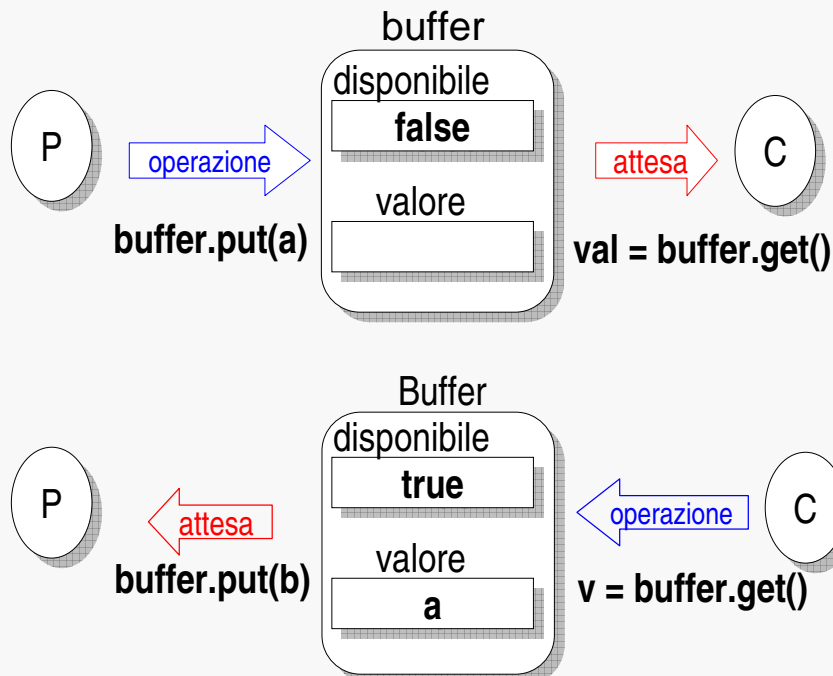 buffer
disponibile
false
P
operazione
attesa
C
valore
buffer.put(a)
val = buffer.get()
Buffer
disponibile
true
P
attesa
operazione
C
valore
buffer.put(b)
v = buffer.get()
a